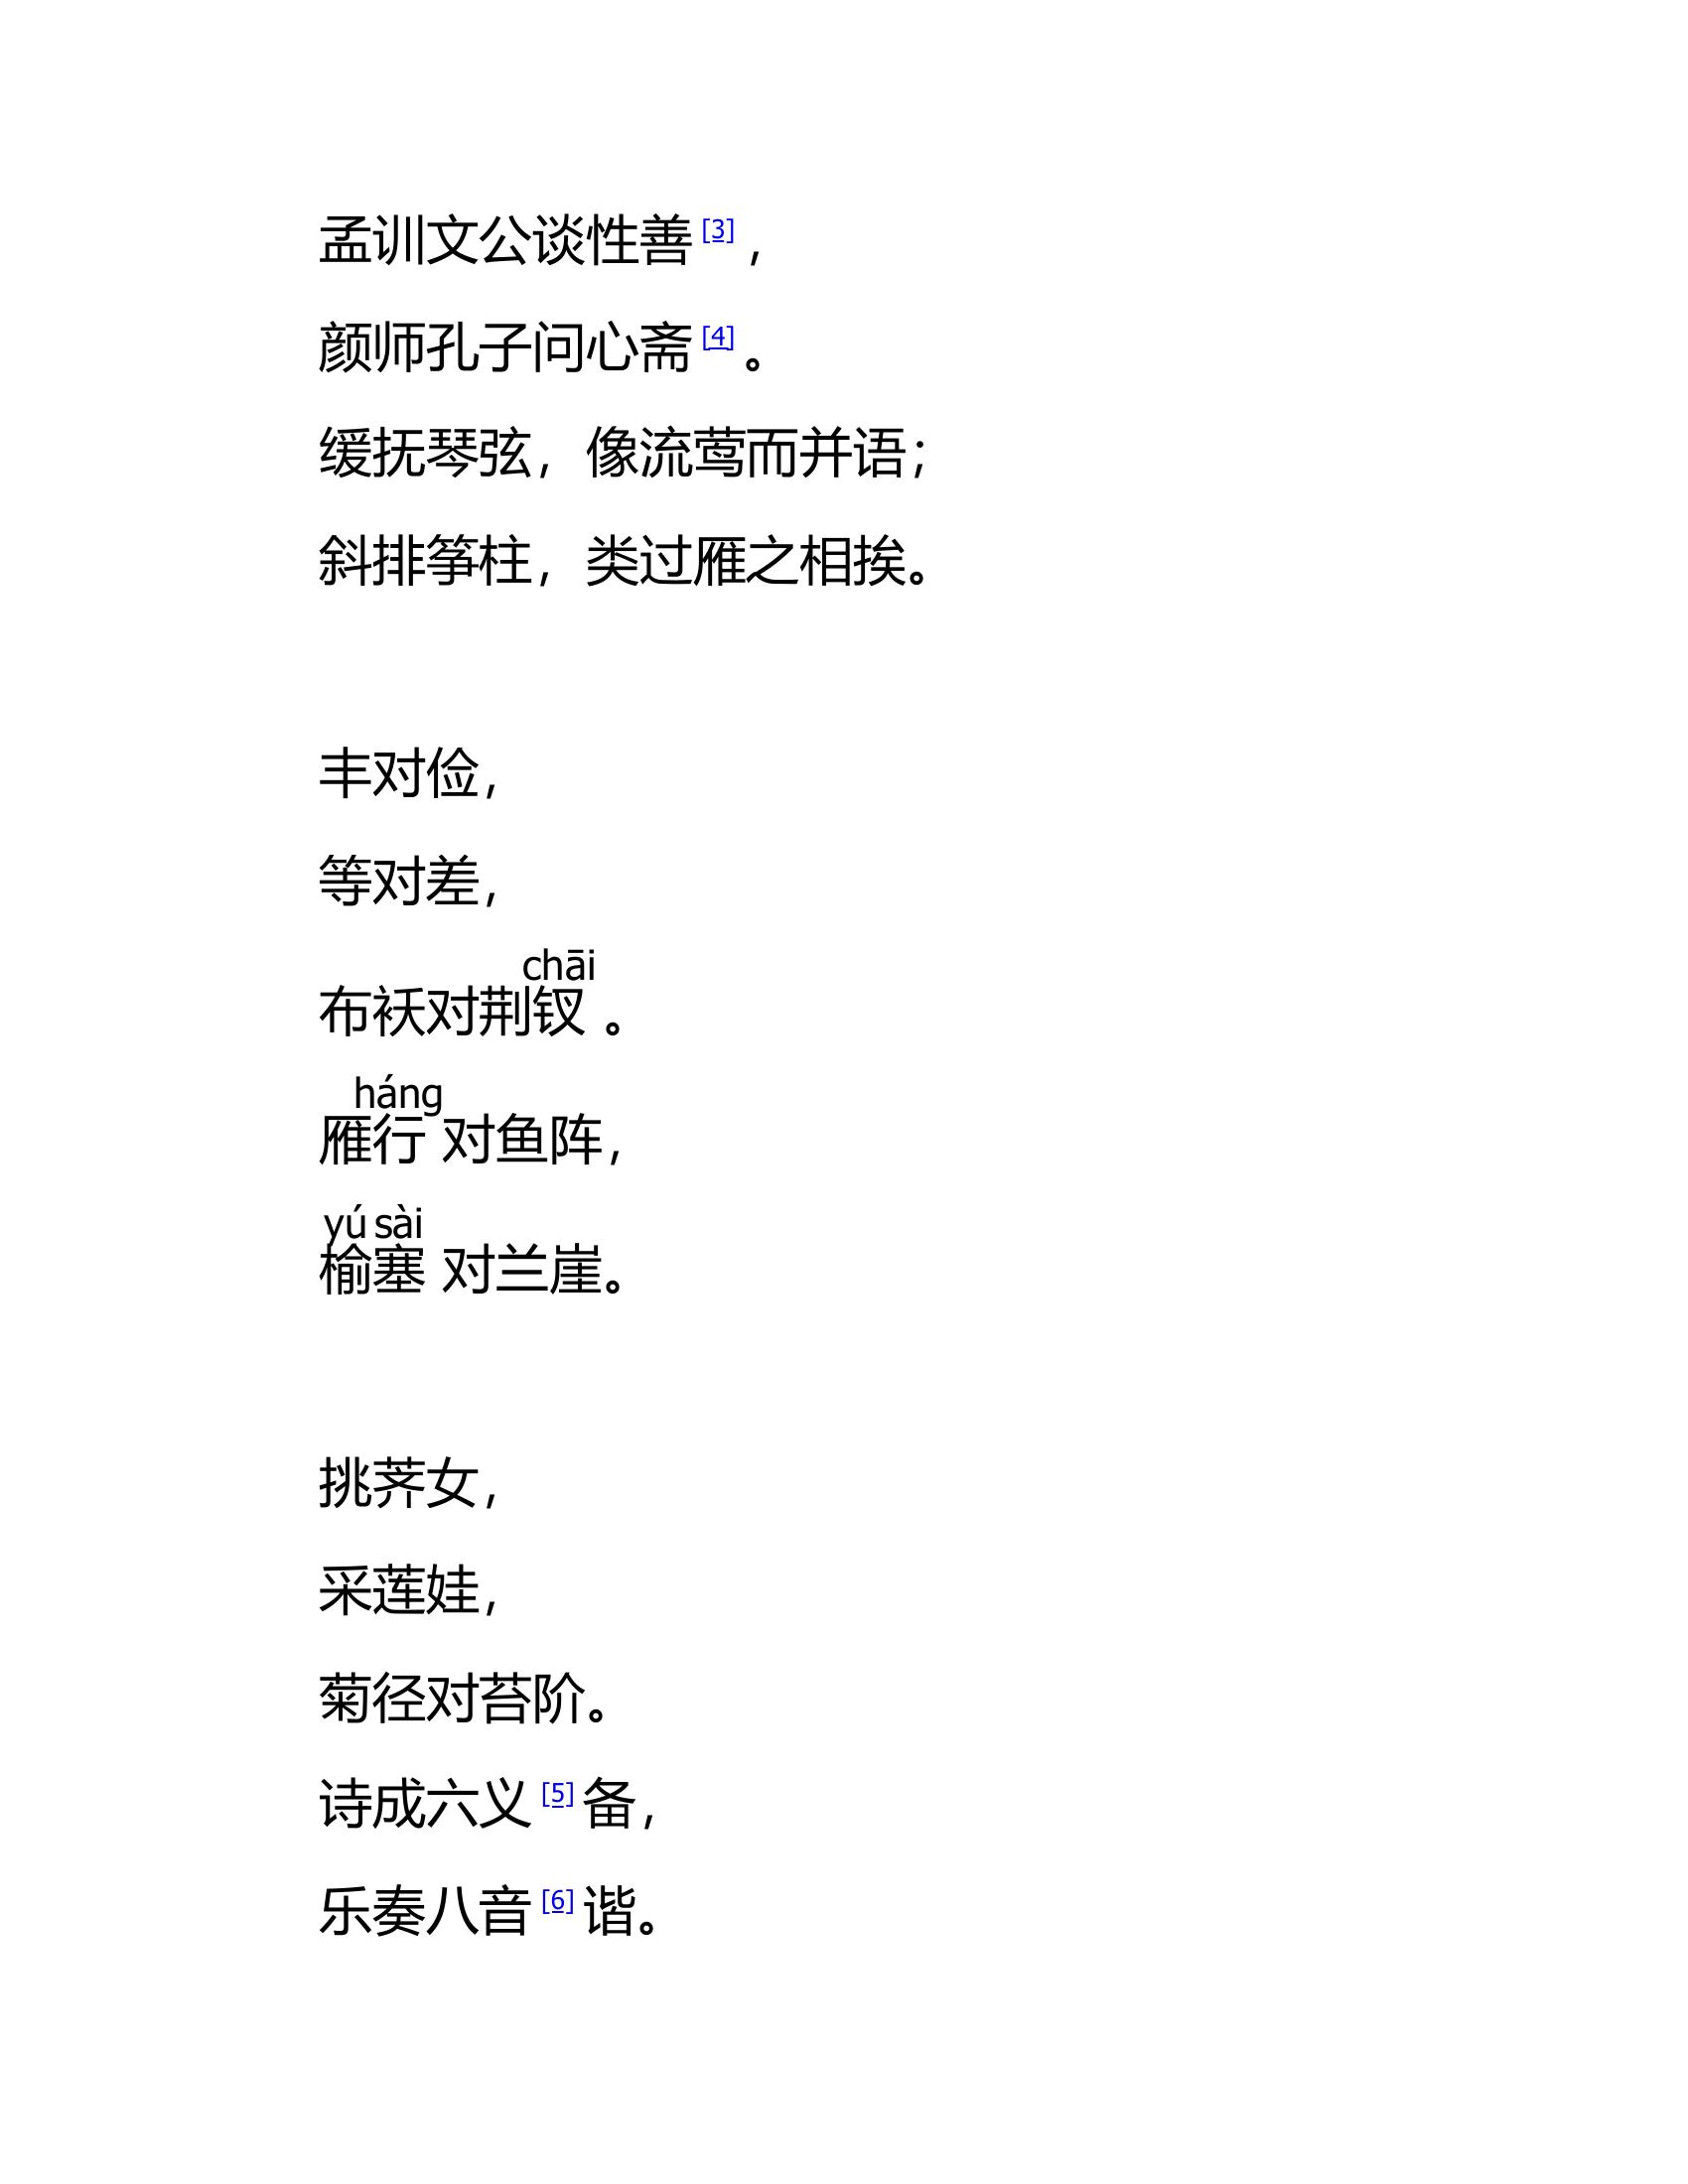 孟训文公谈性善[3]，
颜师孔子问心斋[4]。
缓抚琴弦，像流莺而并语；
斜排筝柱，类过雁之相挨。
丰对俭，
等对差，
chāi
布袄对荆钗。
háng
雁行对鱼阵，
yú sài
榆塞对兰崖。
挑荠女，
采莲娃，
菊径对苔阶。
诗成六义[5]备，
乐奏八音[6]谐。